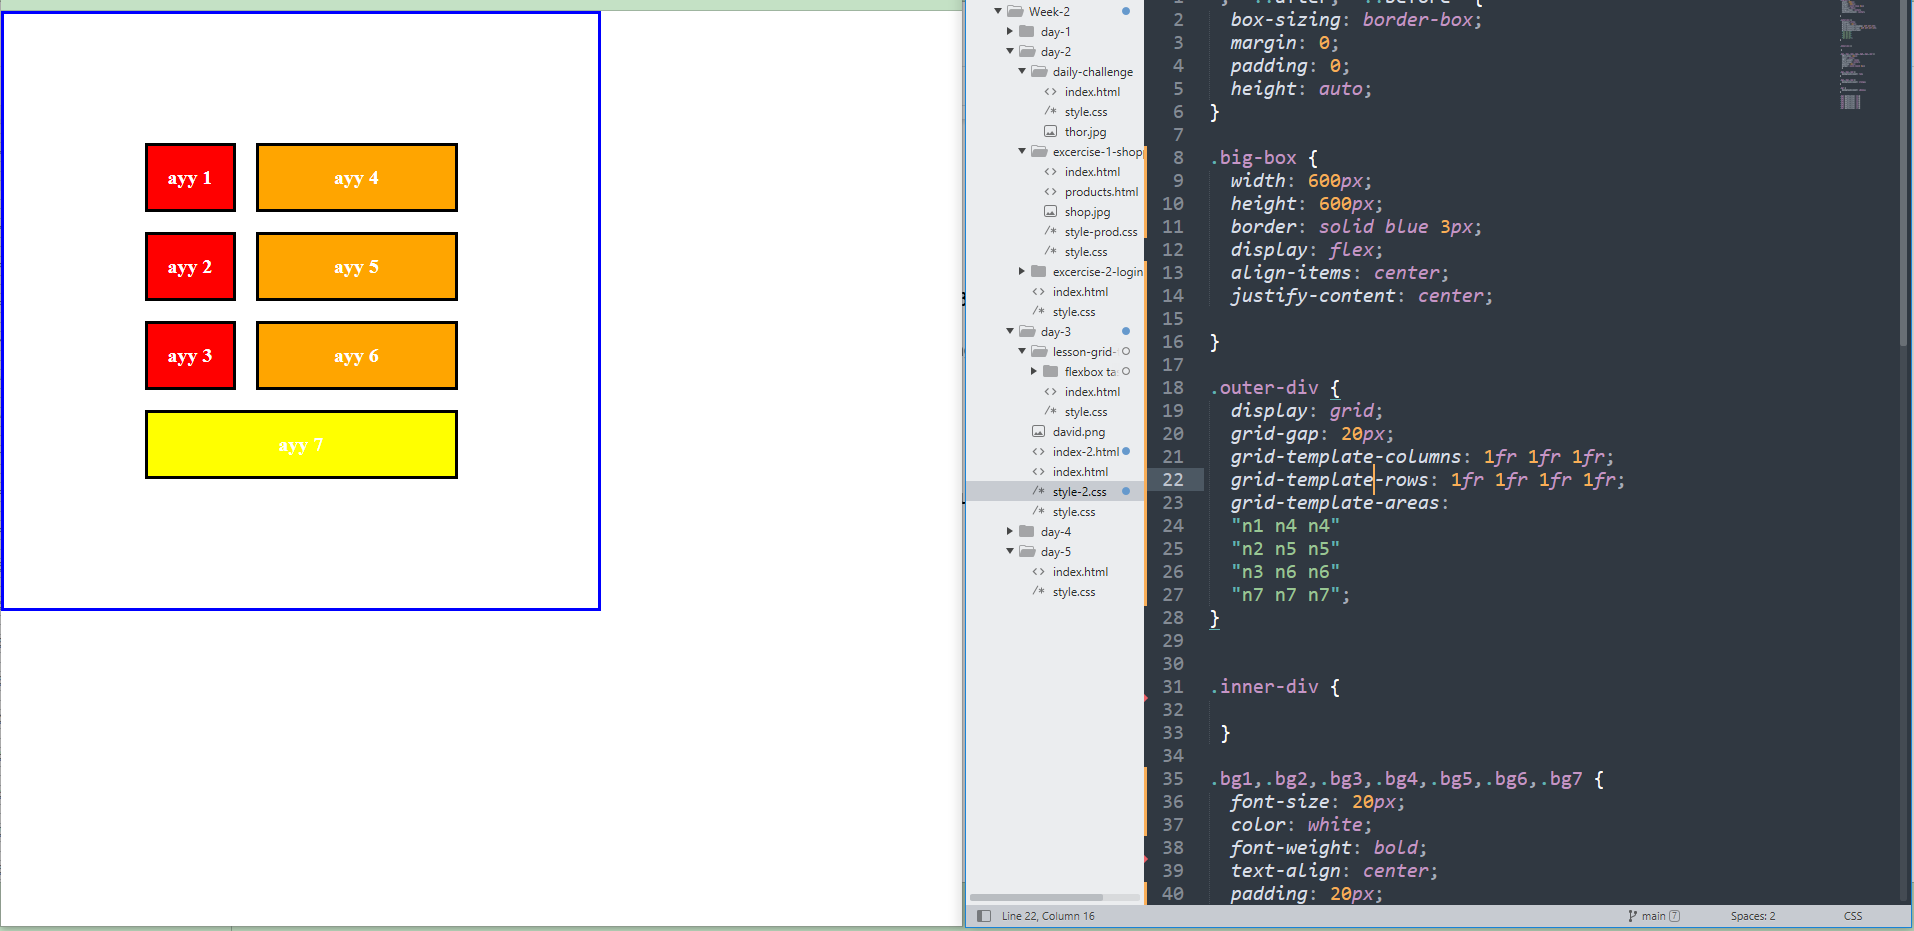 ayy 1
ayy 4
ayy 2
ayy 5
ayy 3
ayy 6
ayy 7
Week-2
day-1
day-2
daily-challenge
<> index.html
/* style.css
thor.jpg
excercise-1-shop
<> index.html
<> products.html
shop.jpg
/* style-prod.css
/* style.css
excercise-2-login
<> index.html
/* style.css
day-3
lesson-grid-
flexbox ta
<> index.html
/* style.css
david.png
<> index-2.html
<> index.html
/* style-2.css
/* style.css
day-4
day-5
<> index.html
/* style.css
2 box-sizing: border-box;
3 margin: 0;
4 padding: 0;
5 height: auto;
6 }
7
8 .big-box {
9 width: 600px;
10 height: 600px;
11 border: solid blue 3px;
12 display: flex;
13 align-items: center;
14 justify-content: center;
15
16 }
17
18 .outer-div {
19 display: grid;
20 grid-gap: 20px;
21 grid-template-columns: 1fr 1fr 1fr;
22 grid-template-rows: 1fr 1fr 1fr 1fr;
23 grid-template-areas:
24 "n1 n4 n4"
25 "n2 n5 n5"
26 "n3 n6 n6"
27 "n7 n7 n7";
28 }
29
30
31 .inner-div {
32
33 }
34
35 .bg1,.bg2,.bg3,.bg4,.bg5,.bg6,.bg7 {
36 font-size: 20px;
37 color: white;
38 font-weight: bold;
39 text-align: center;
40 padding: 20px;
Line 22, Column 16
main 7
Spaces: 2
CSS